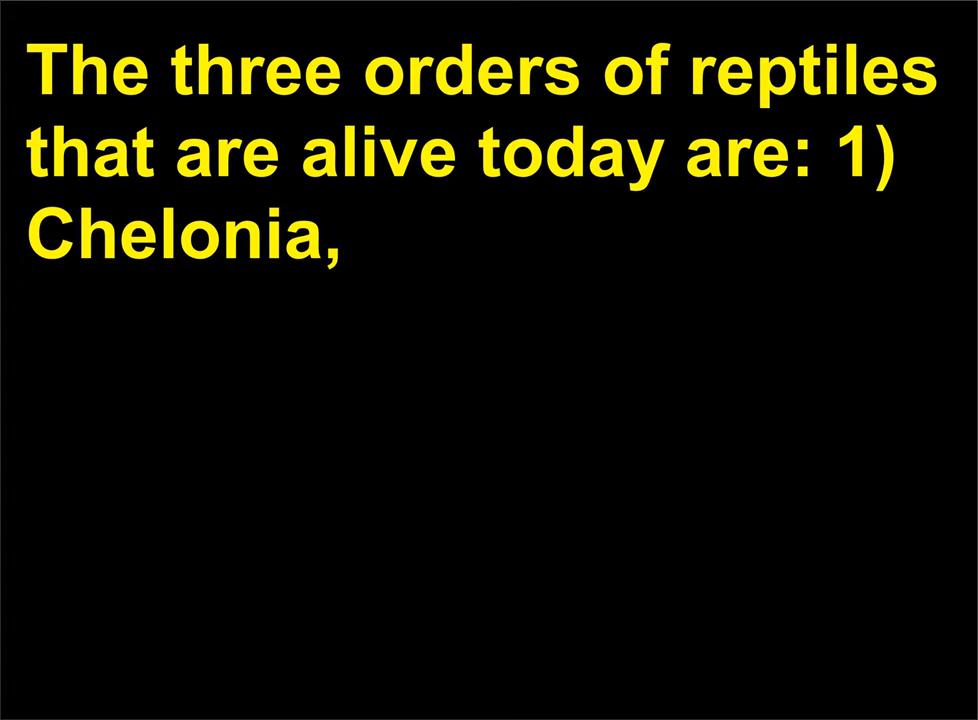 The three orders of reptiles
that are alive today are: 1)
Chelonia,